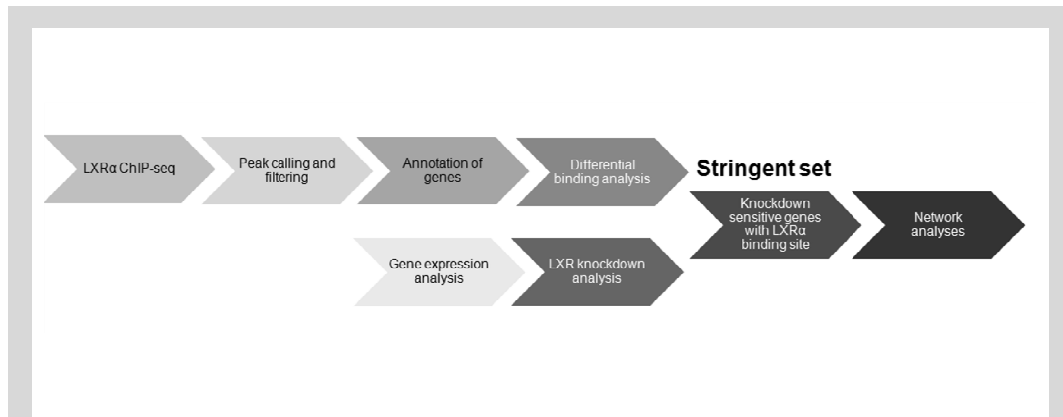 LXRα ChIP-seq
Peak calling and
filtering
Annotation of
genes
Differential
binding analysis
Gene expression
analysis
LXR knockdown
analysis
Stringent set
Knockdown
sensitive genes
with LXRα
binding site
Network
analyses